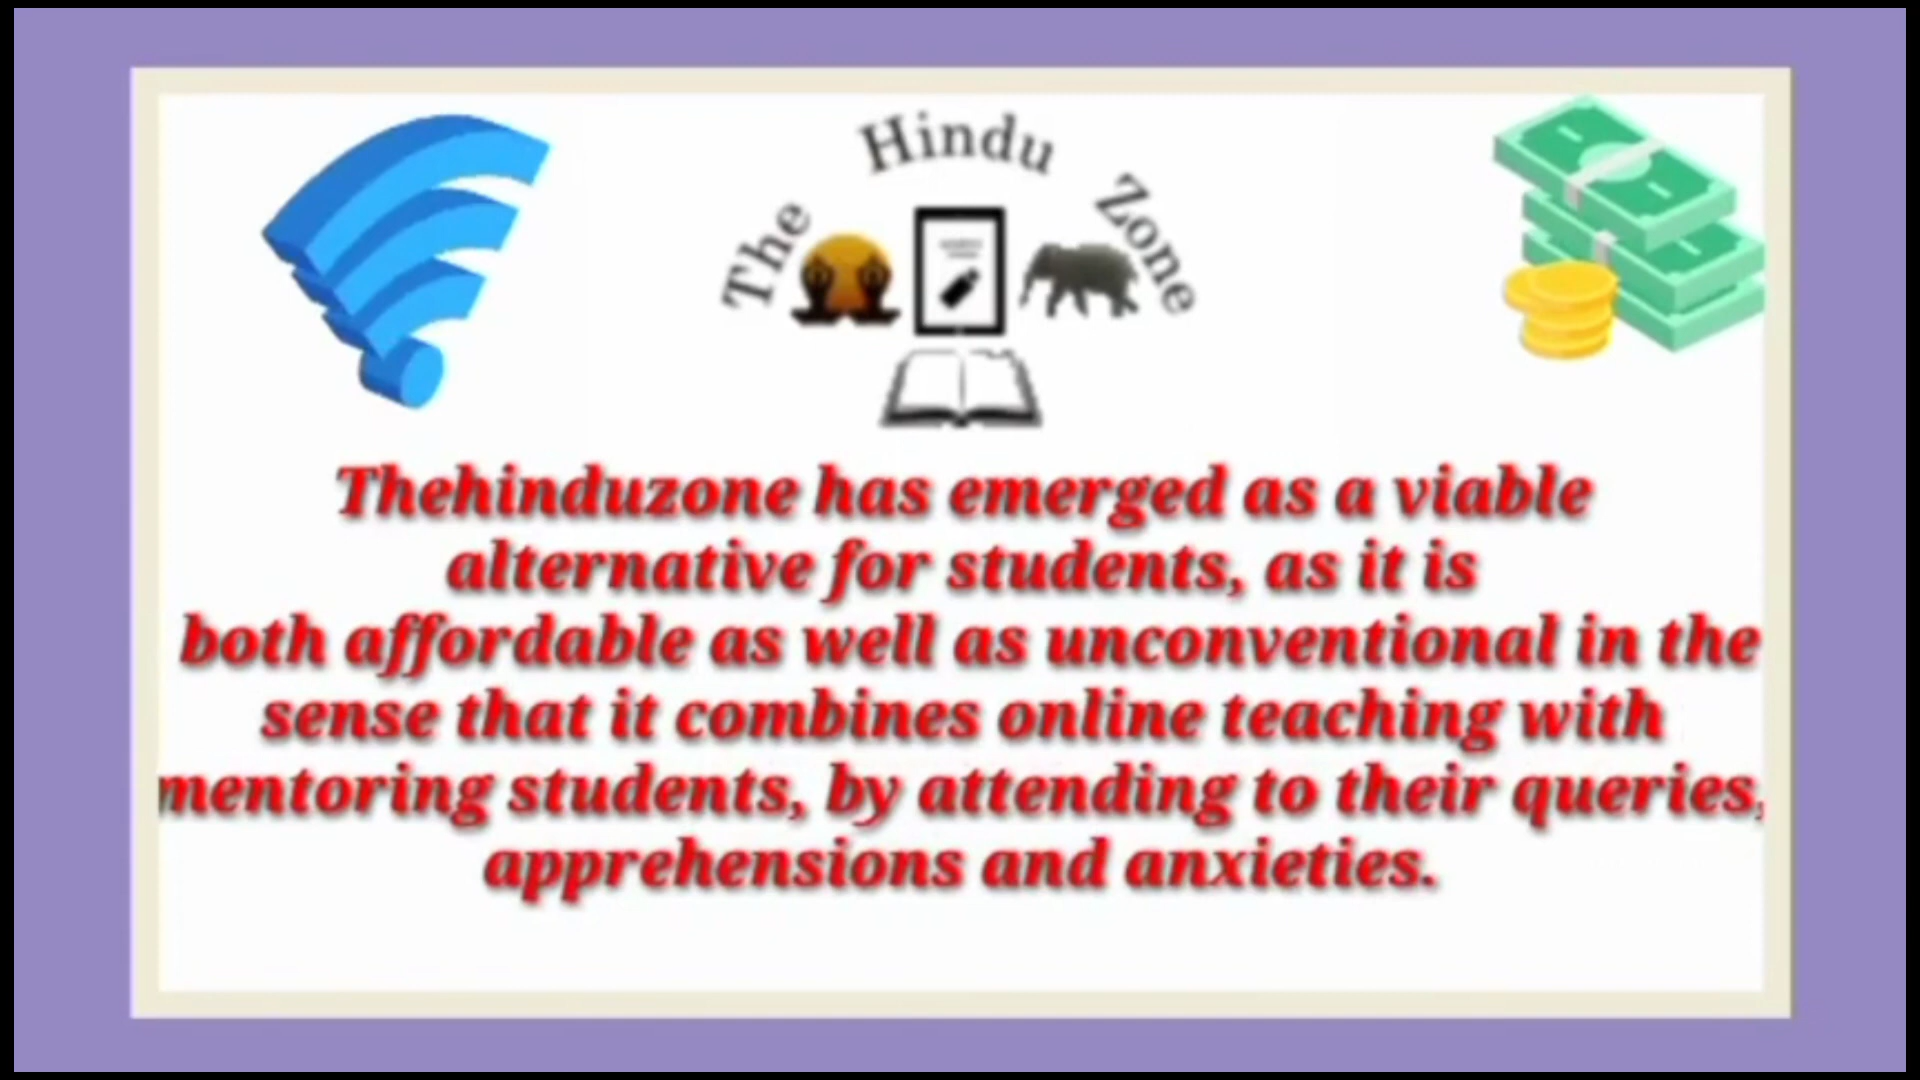 The Hindu Zone
Thehinduzone has emerged as a viable
alternative for students, as it is
both affordable as well as unconventional in the
sense that it combines online teaching with
mentoring students, by attending to their queries,
apprehensions and anxieties.